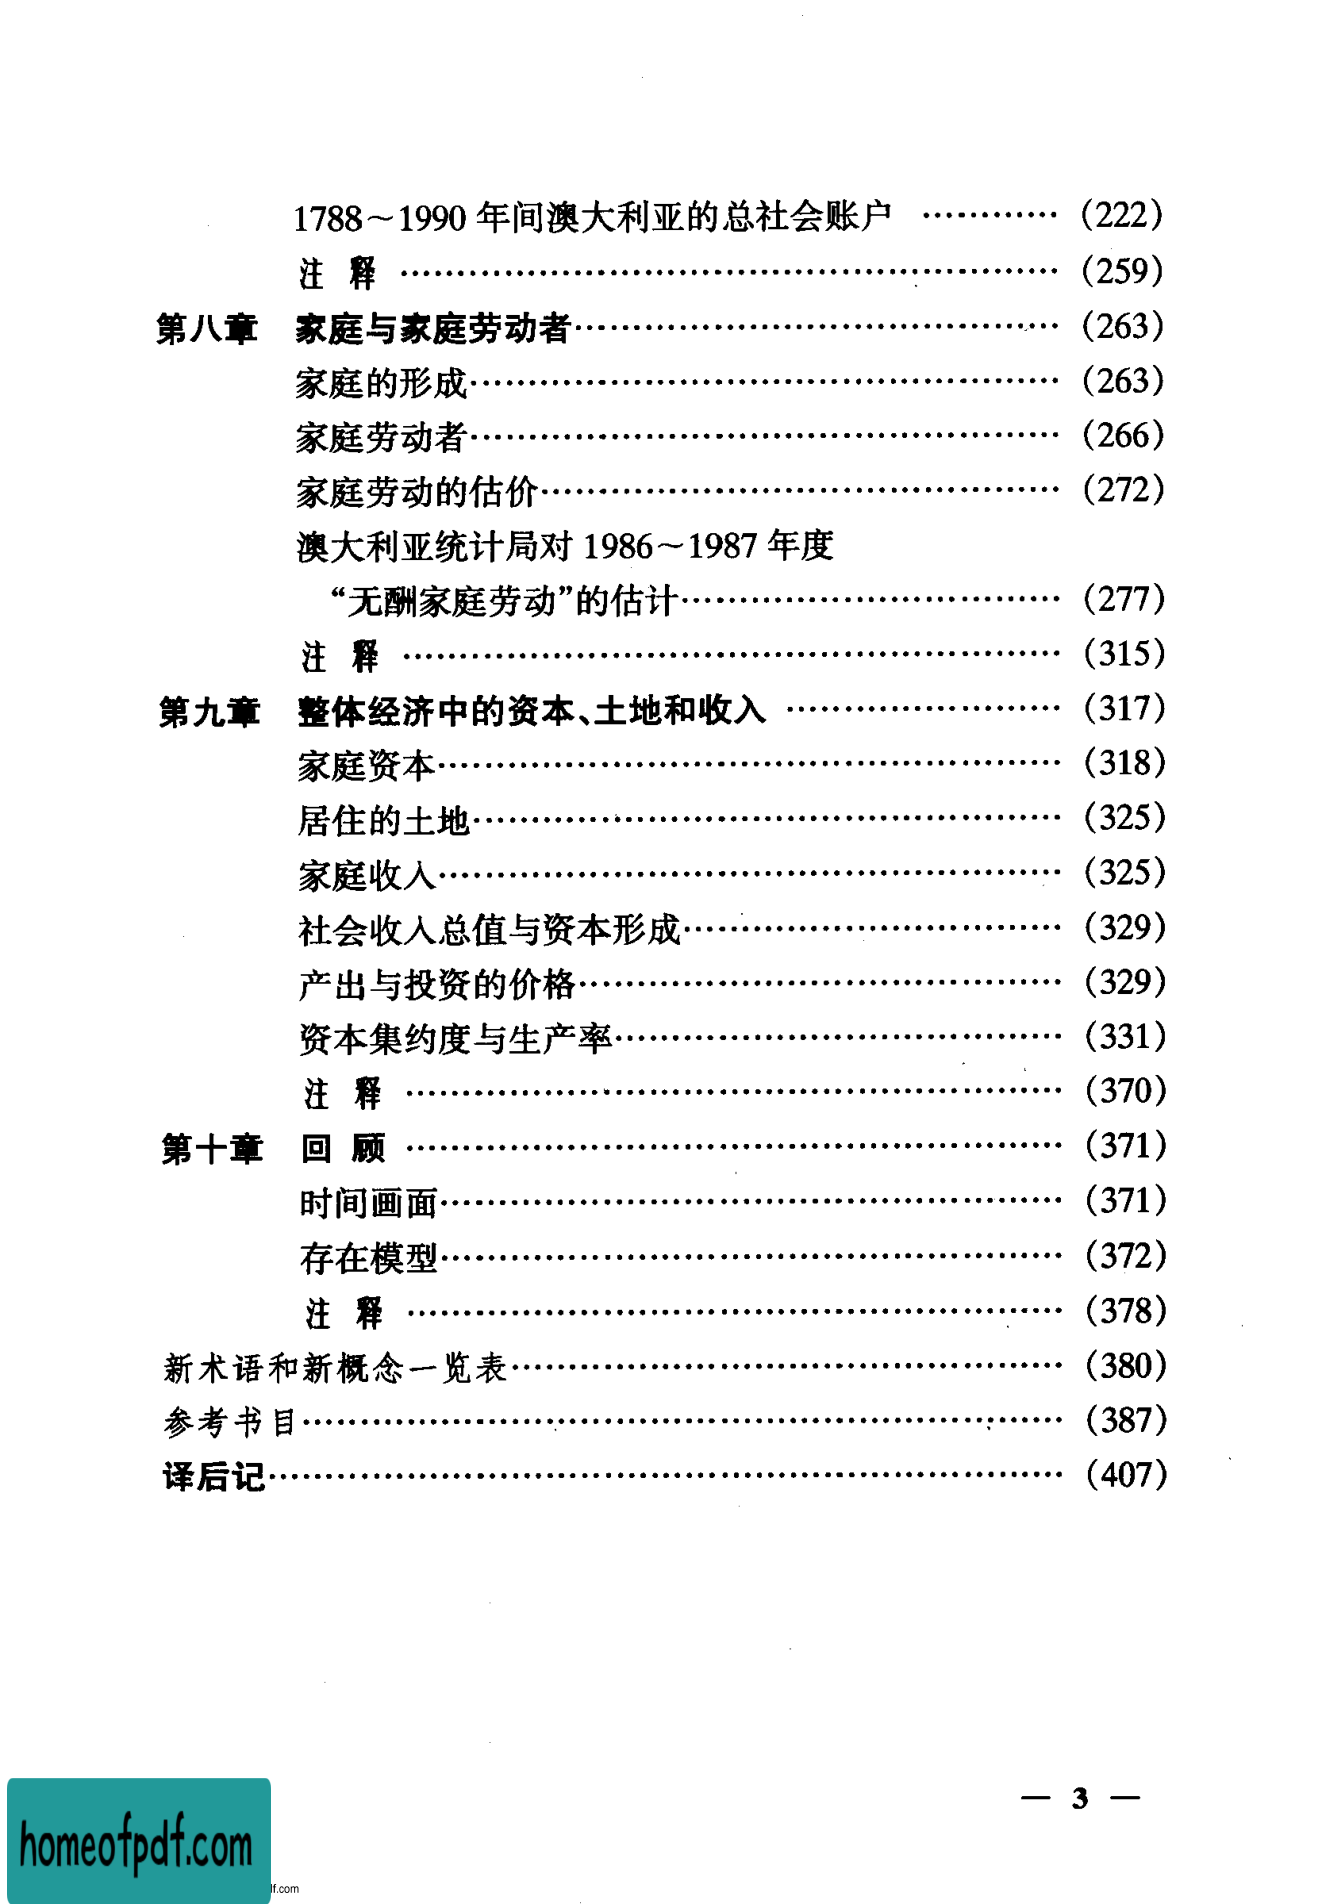 1788～1990 年间澳大利亚的总社会账户 ………… (222)
注 释 ………………………………………………… (259)
第八章 家庭与家庭劳动者…………………………………… (263)
家庭的形成…………………………………………… (263)
家庭劳动者…………………………………………… (266)
家庭劳动的估价……………………………………… (272)
澳大利亚统计局对 1986～1987 年度
“无酬家庭劳动”的估计…………………………… (277)
注 释 ………………………………………………… (315)
第九章 整体经济中的资本、土地和收入 …………………… (317)
家庭资本……………………………………………… (318)
居住的土地…………………………………………… (325)
家庭收入……………………………………………… (325)
社会收入总值与资本形成…………………………… (329)
产出与投资的价格…………………………………… (329)
资本集约度与生产率………………………………… (331)
注 释 ………………………………………………… (370)
第十章 回 顾 ………………………………………………… (371)
时间画面……………………………………………… (371)
存在模型……………………………………………… (372)
注 释 ………………………………………………… (378)
新术语和新概念一览表………………………………………… (380)
参考书目………………………………………………………… (387)
译后记…………………………………………………………… (407)
— 3 —
homeofpdf.com
lf.com